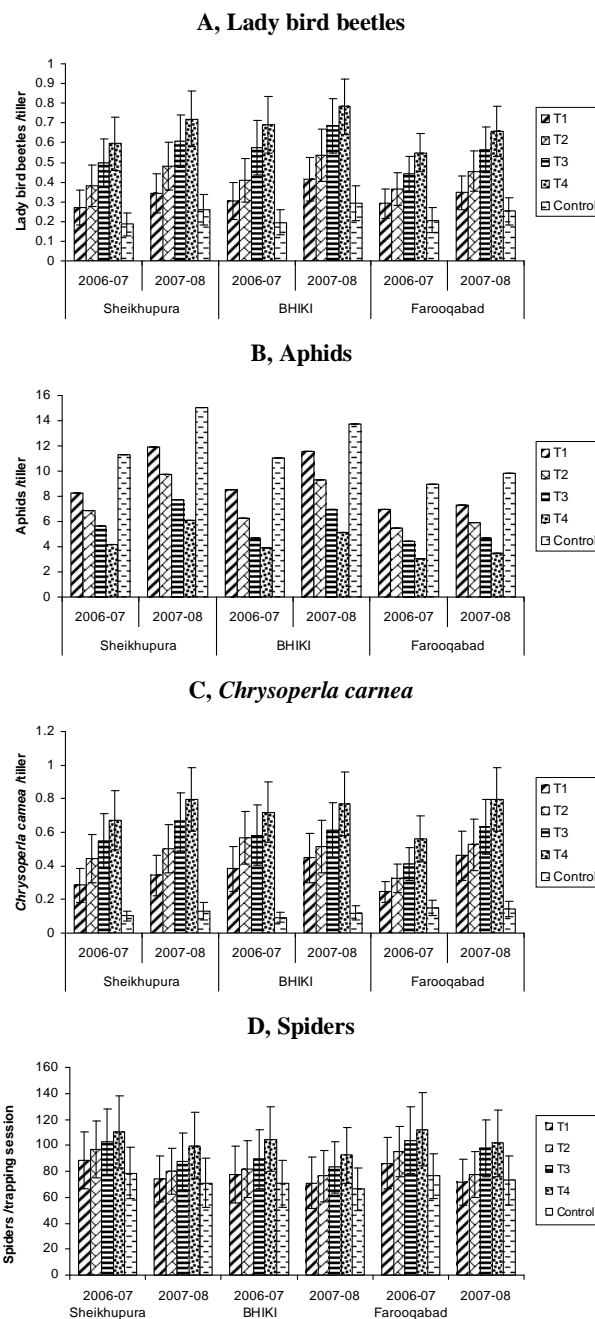 A, Lady bird beetles
Lady bird beetles /tiller
1
0.9
0.8
0.7
0.6
0.5
0.4
0.3
0.2
0.1
0
2006-07 2007-08 2006-07 2007-08 2006-07 2007-08
Sheikhupura BHIKI Farooqabad
T1
T2
T3
T4
Control
B, Aphids
Aphids /tiller
16
14
12
10
8
6
4
2
0
2006-07 2007-08 2006-07 2007-08 2006-07 2007-08
Sheikhupura BHIKI Farooqabad
T1
T2
T3
T4
Control
C, Chrysoperla carnea
Chrysoperla carnea /tiller
1.2
1
0.8
0.6
0.4
0.2
0
2006-07 2007-08 2006-07 2007-08 2006-07 2007-08
Sheikhupura BHIKI Farooqabad
T1
T2
T3
T4
Control
D, Spiders
Spiders /trapping session
160
140
120
100
80
60
40
20
0
2006-07 2007-08 2006-07 2007-08 2006-07 2007-08
Sheikhupura BHIKI Farooqabad
T1
T2
T3
T4
Control